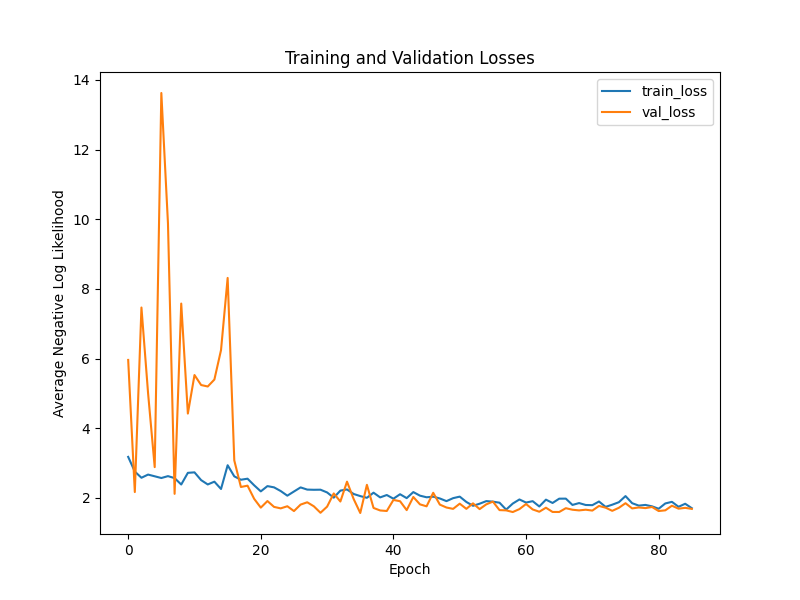 Training and Validation Losses
train_loss
val_loss
Average Negative Log Likelihood
14
12
10
8
6
4
2
0
20
40
60
80
Epoch